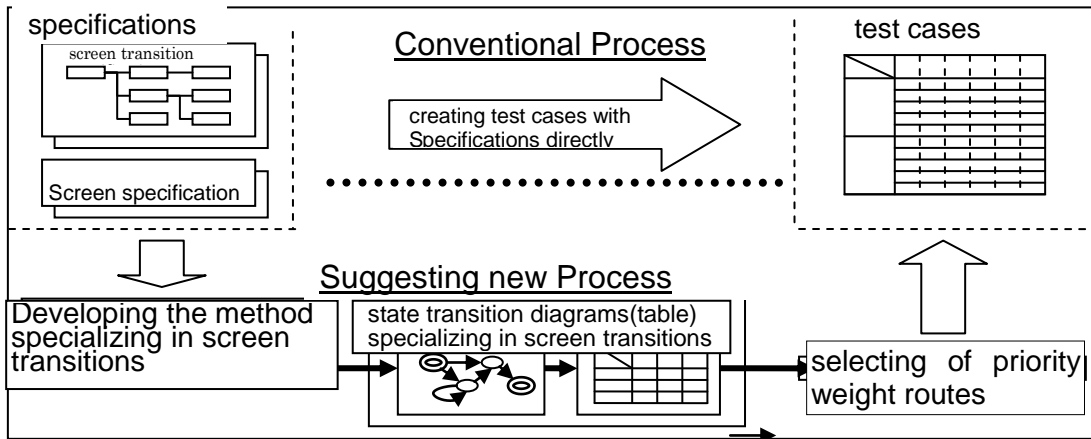 specifications
screen transition
Screen specification
Conventional Process
creating test cases with
Specifications directly
test cases
Suggesting new Process
Developing the method
specializing in screen
transitions
state transition diagrams(table)
specializing in screen transitions
selecting of priority
weight routes